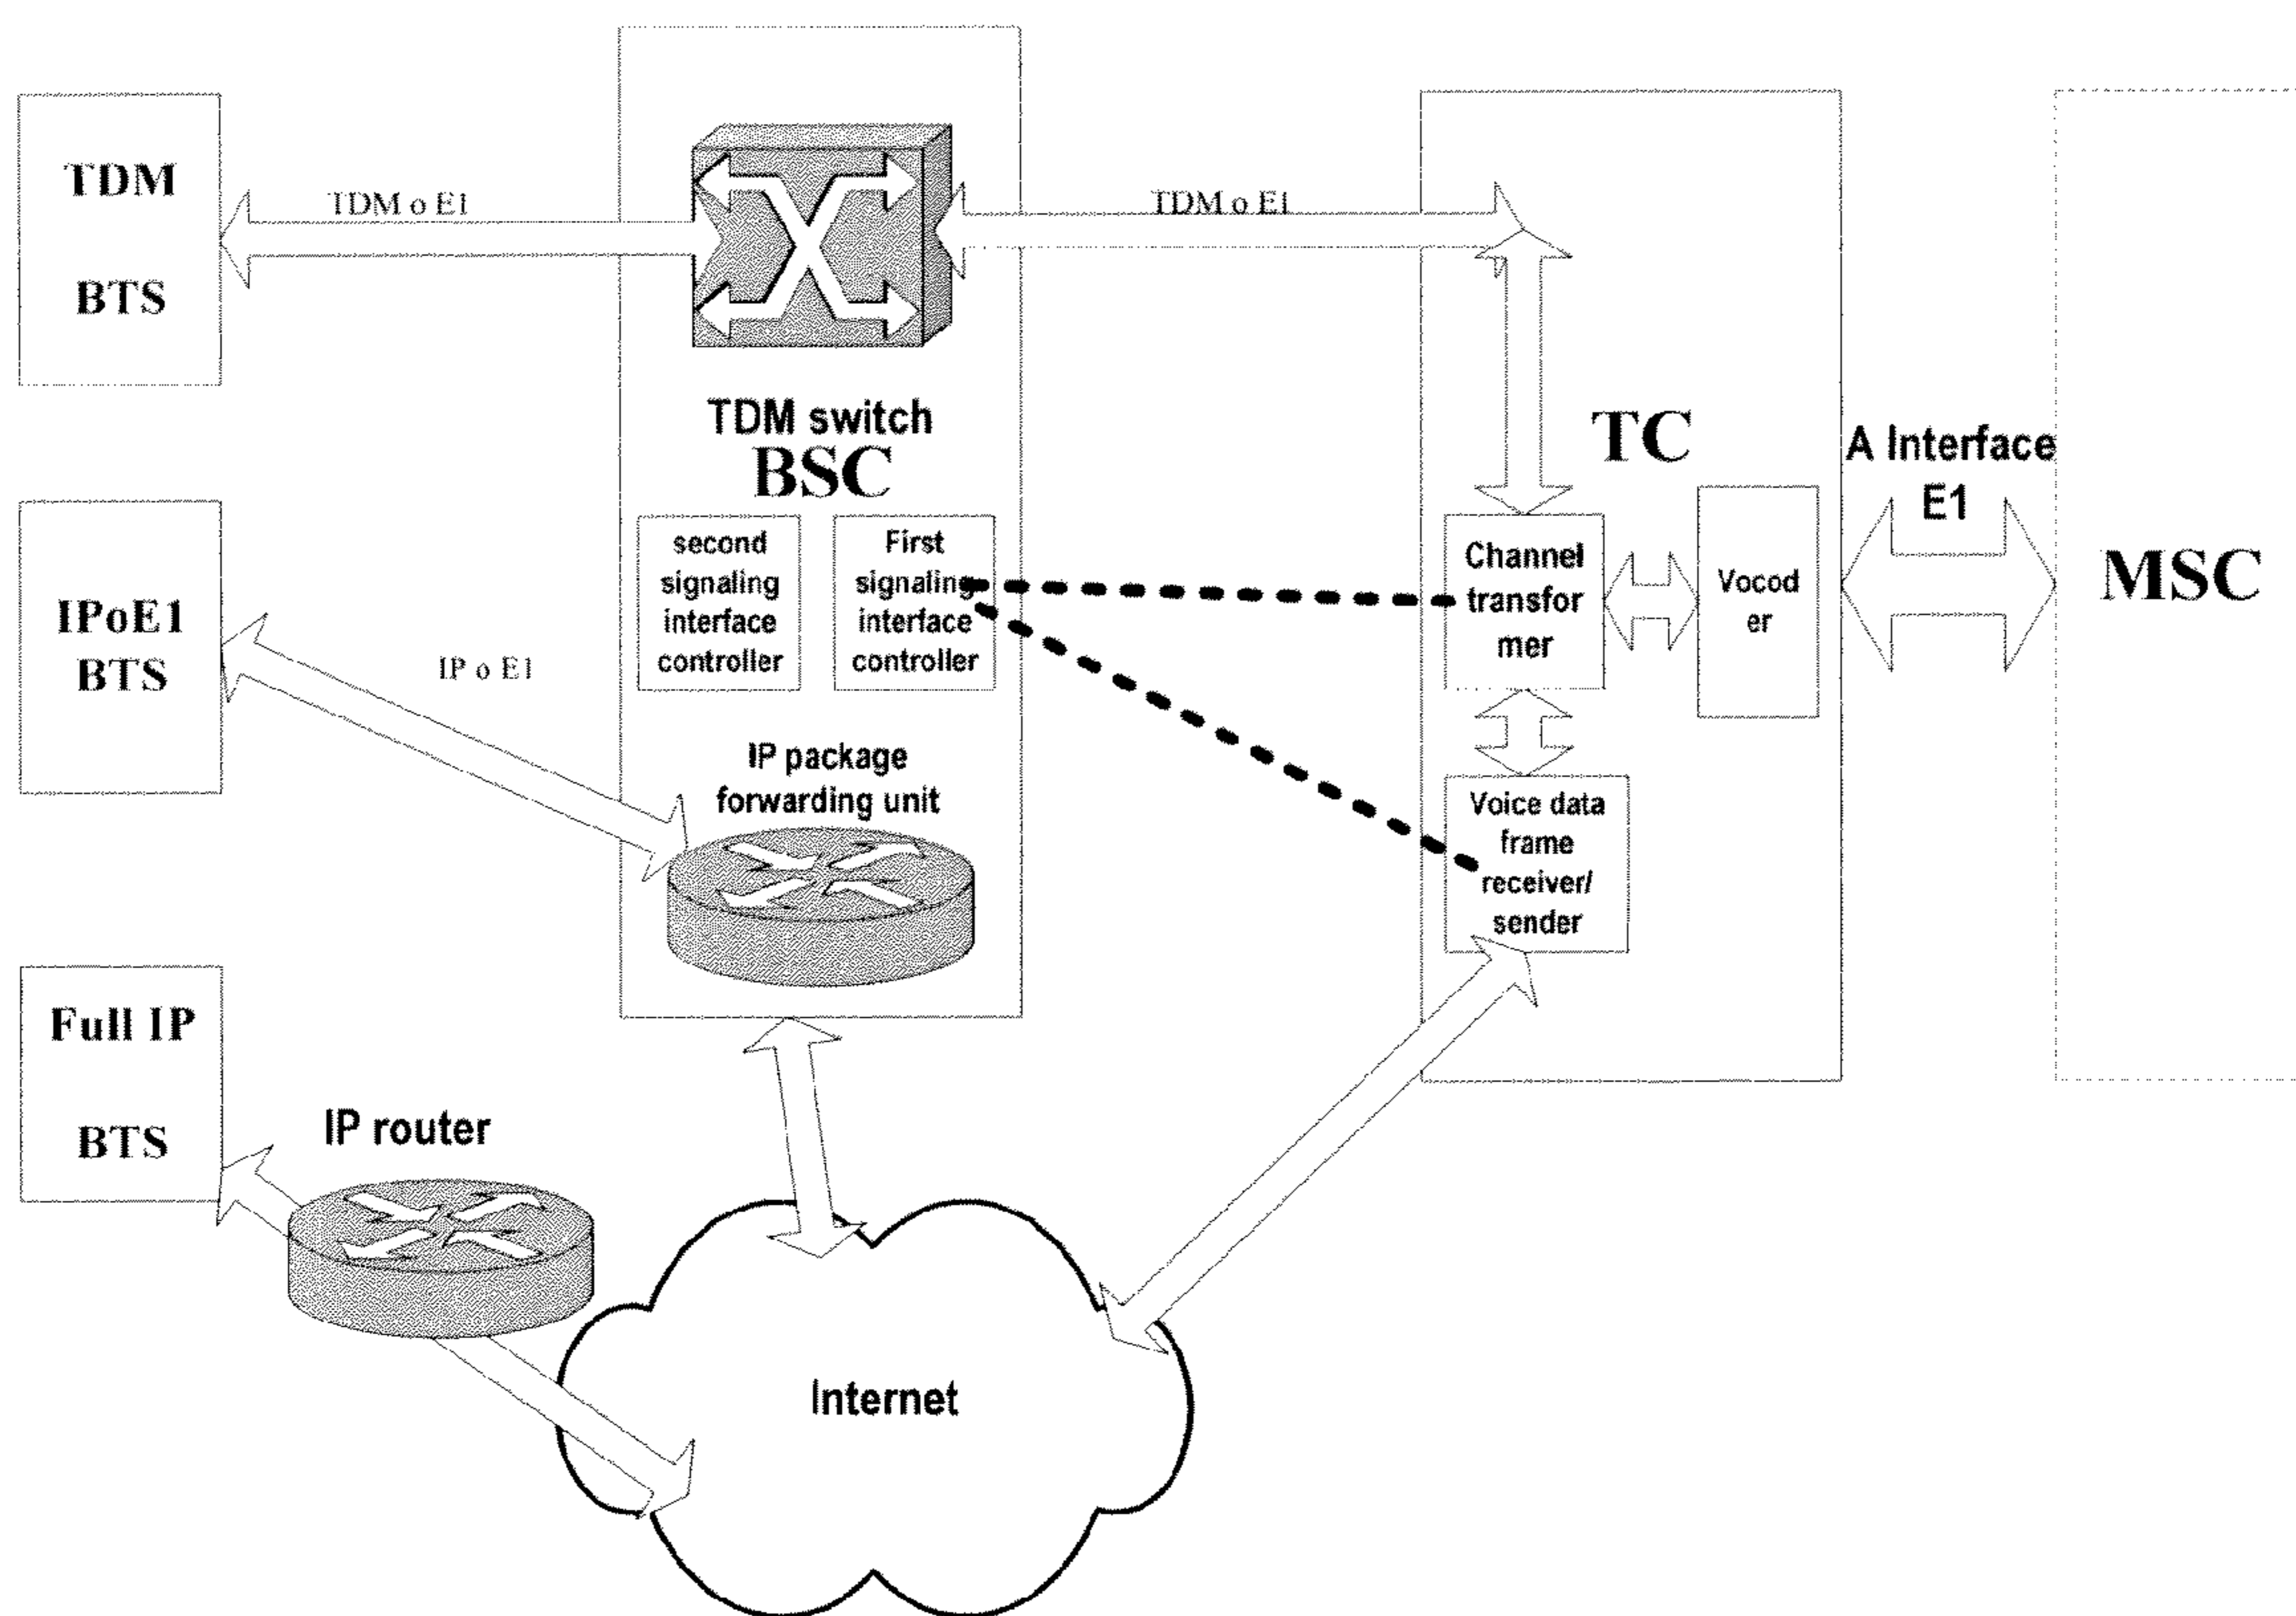 TDM
BTS
TDM o E1
TDM o E1
TDM switch
BSC
second
signaling
interface
controller
First
signaling
interface
controller
TC
A Interface
E1
MSC
Channel
transfor
mer
Vocod
er
IPoE1
BTS
IP o E1
IP package
forwarding unit
Voice data
frame
receiver/
sender
Full IP
BTS
IP router
Internet